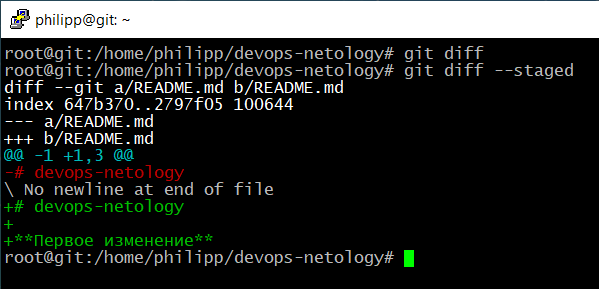 philipp@git: ~
root@git:/home/philipp/devops-netology# git diff
root@git:/home/philipp/devops-netology# git diff --staged
diff --git a/README.md b/README.md
index 647b370..2797f05 100644
--- a/README.md
+++ b/README.md
@@ -1 +1,3 @@
-# devops-netology
\ No newline at end of file
+# devops-netology
+
+**Первое изменение**
root@git:/home/philipp/devops-netology#